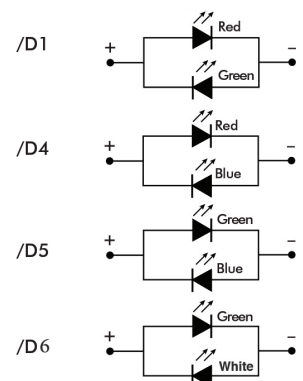 /D1
+
Red
−
Green
/D4
+
Red
−
Blue
/D5
+
Green
−
Blue
/D6
+
Green
−
White